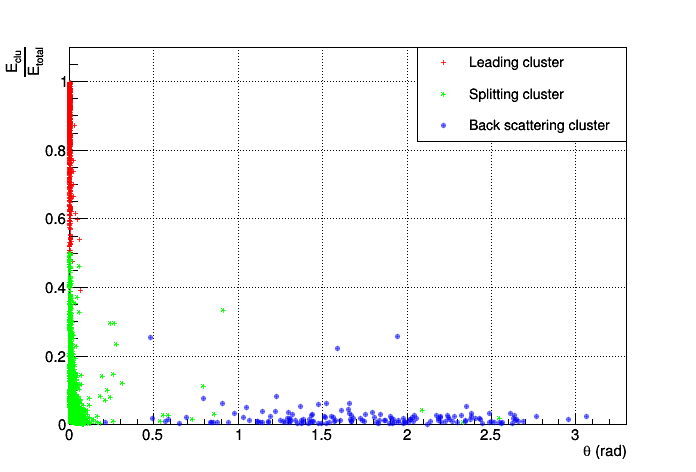 E_clu
E_total
Leading cluster
Splitting cluster
Back scattering cluster
1
0.8
0.6
0.4
0.2
0
0 0.5 1 1.5 2 2.5 3
θ (rad)